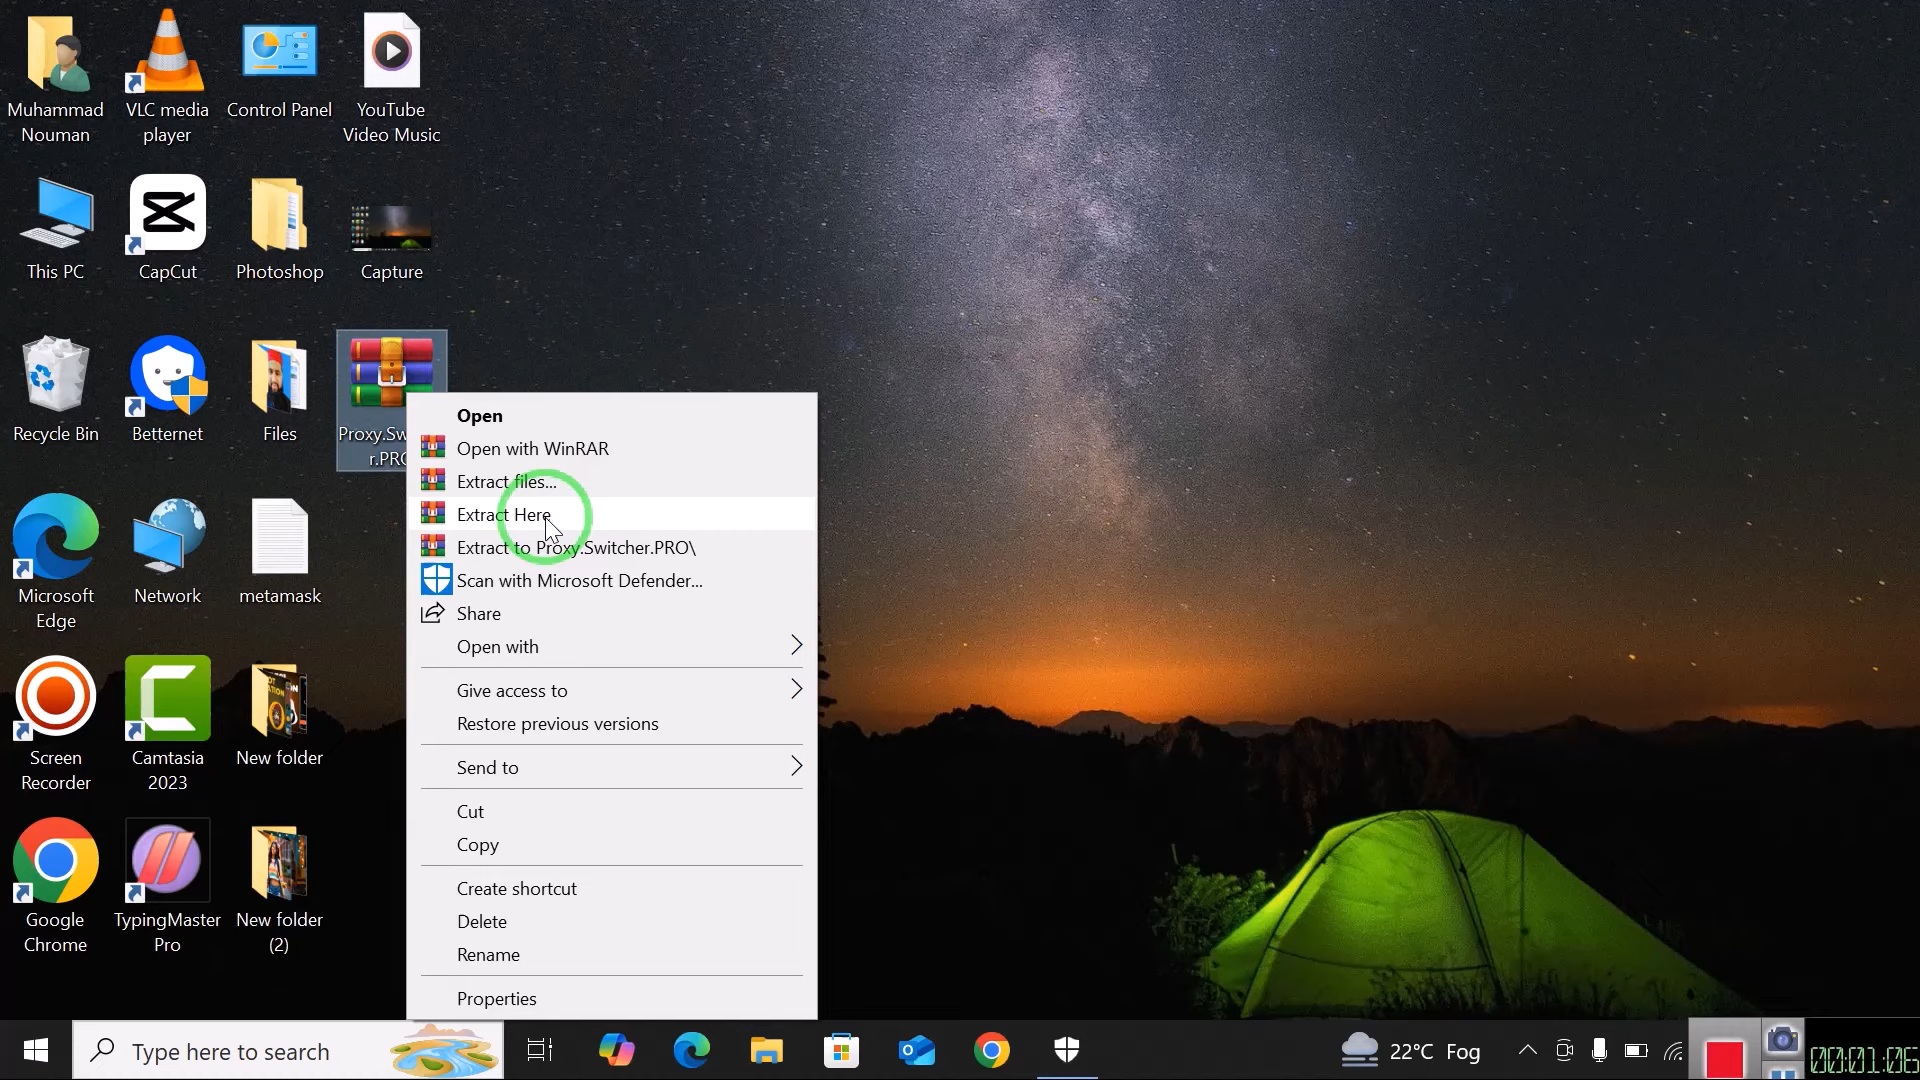 Muhammad
Nouman
VLC media
player
Control Panel
YouTube
Video Music
This PC
CapCut
Photoshop
Capture
Recycle Bin
Betternet
Files
Proxy.Sw
r.PRO
Microsoft
Edge
Network
metamask
Screen
Recorder
Camtasia
2023
New folder
Google
Chrome
TypingMaster
Pro
New folder
(2)
Open
Open with WinRAR
Extract files...
Extract Here
Extract to Proxy.Switcher.PRO\
Scan with Microsoft Defender...
Share
Open with
Give access to
Restore previous versions
Send to
Cut
Copy
Create shortcut
Delete
Rename
Properties
Type here to search
22°C Fog
00:01:06